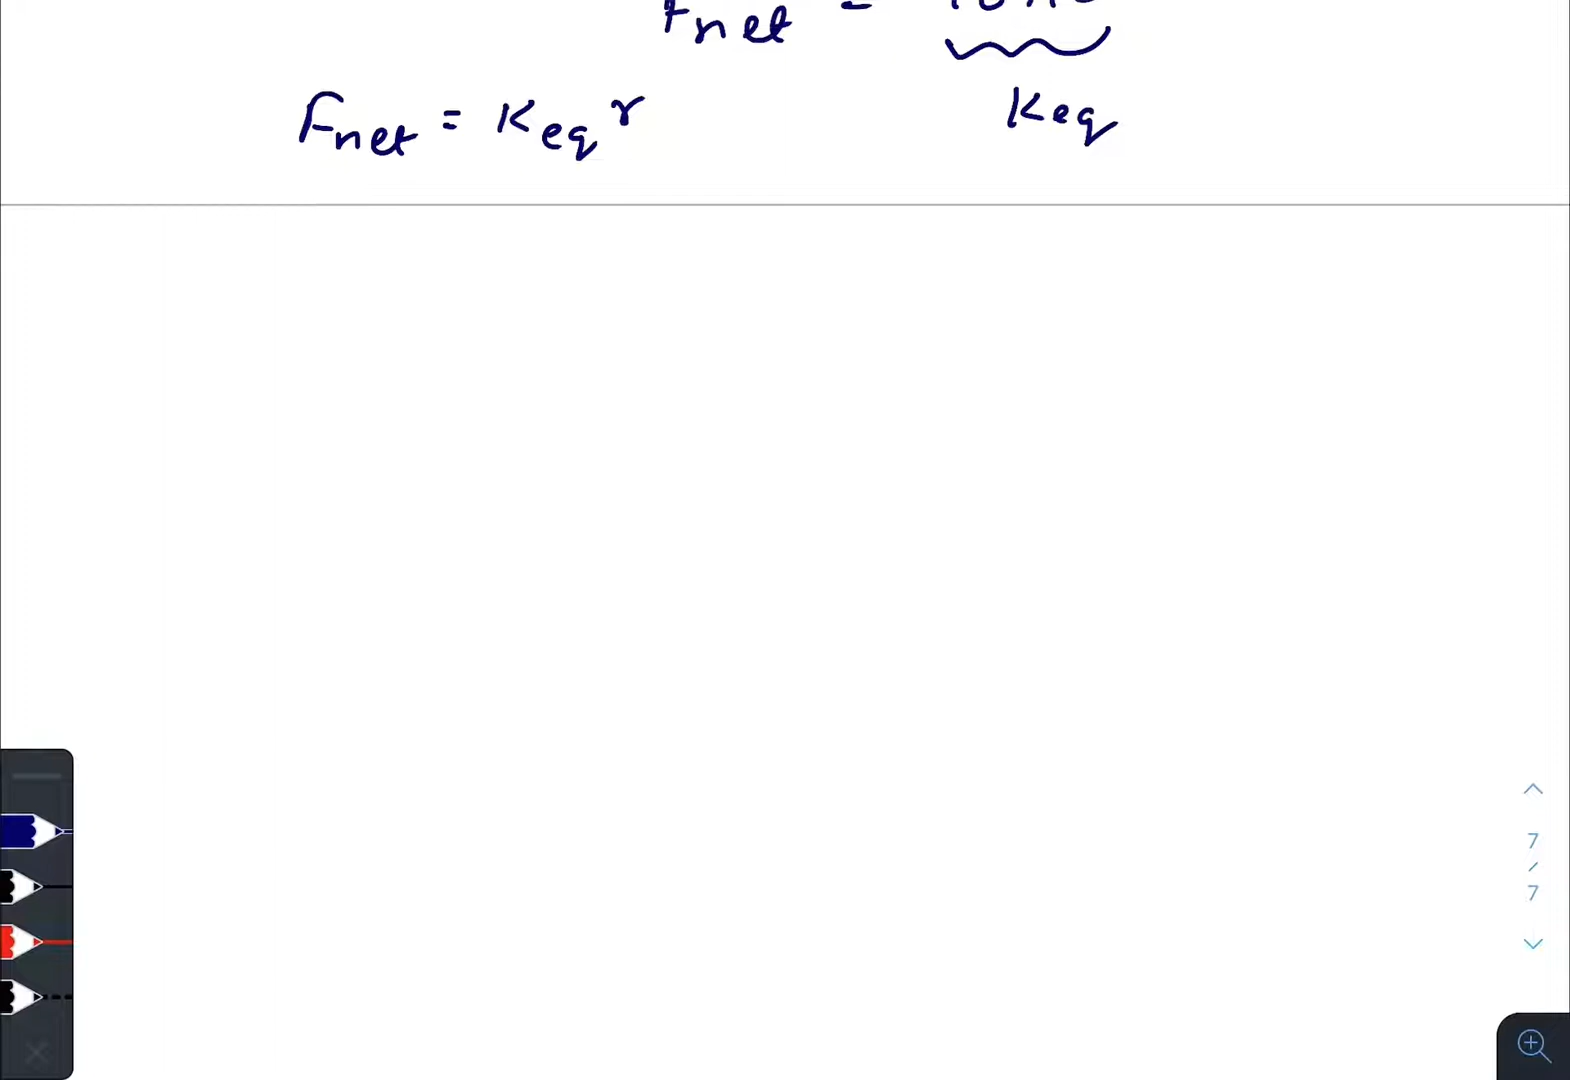 Fnet =
Keq
Fnet = Keq r
7
/
7